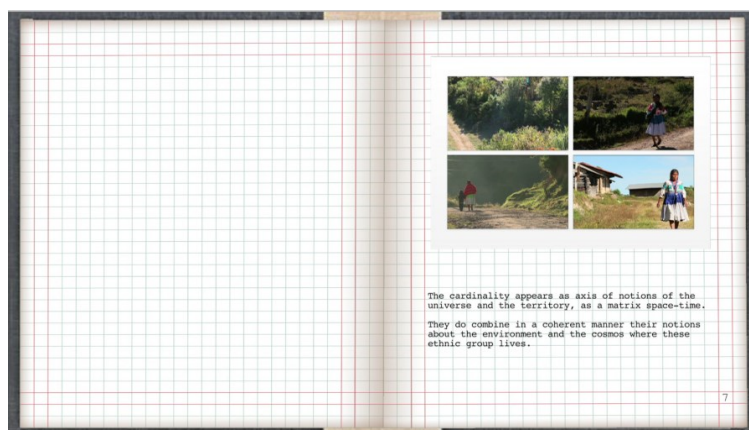 The cardinality appears as axis of notions of the
universe and the territory, as a matrix space-time.
They do combine in a coherent manner their notions
about the environment and the cosmos where these
ethnic group lives.
7